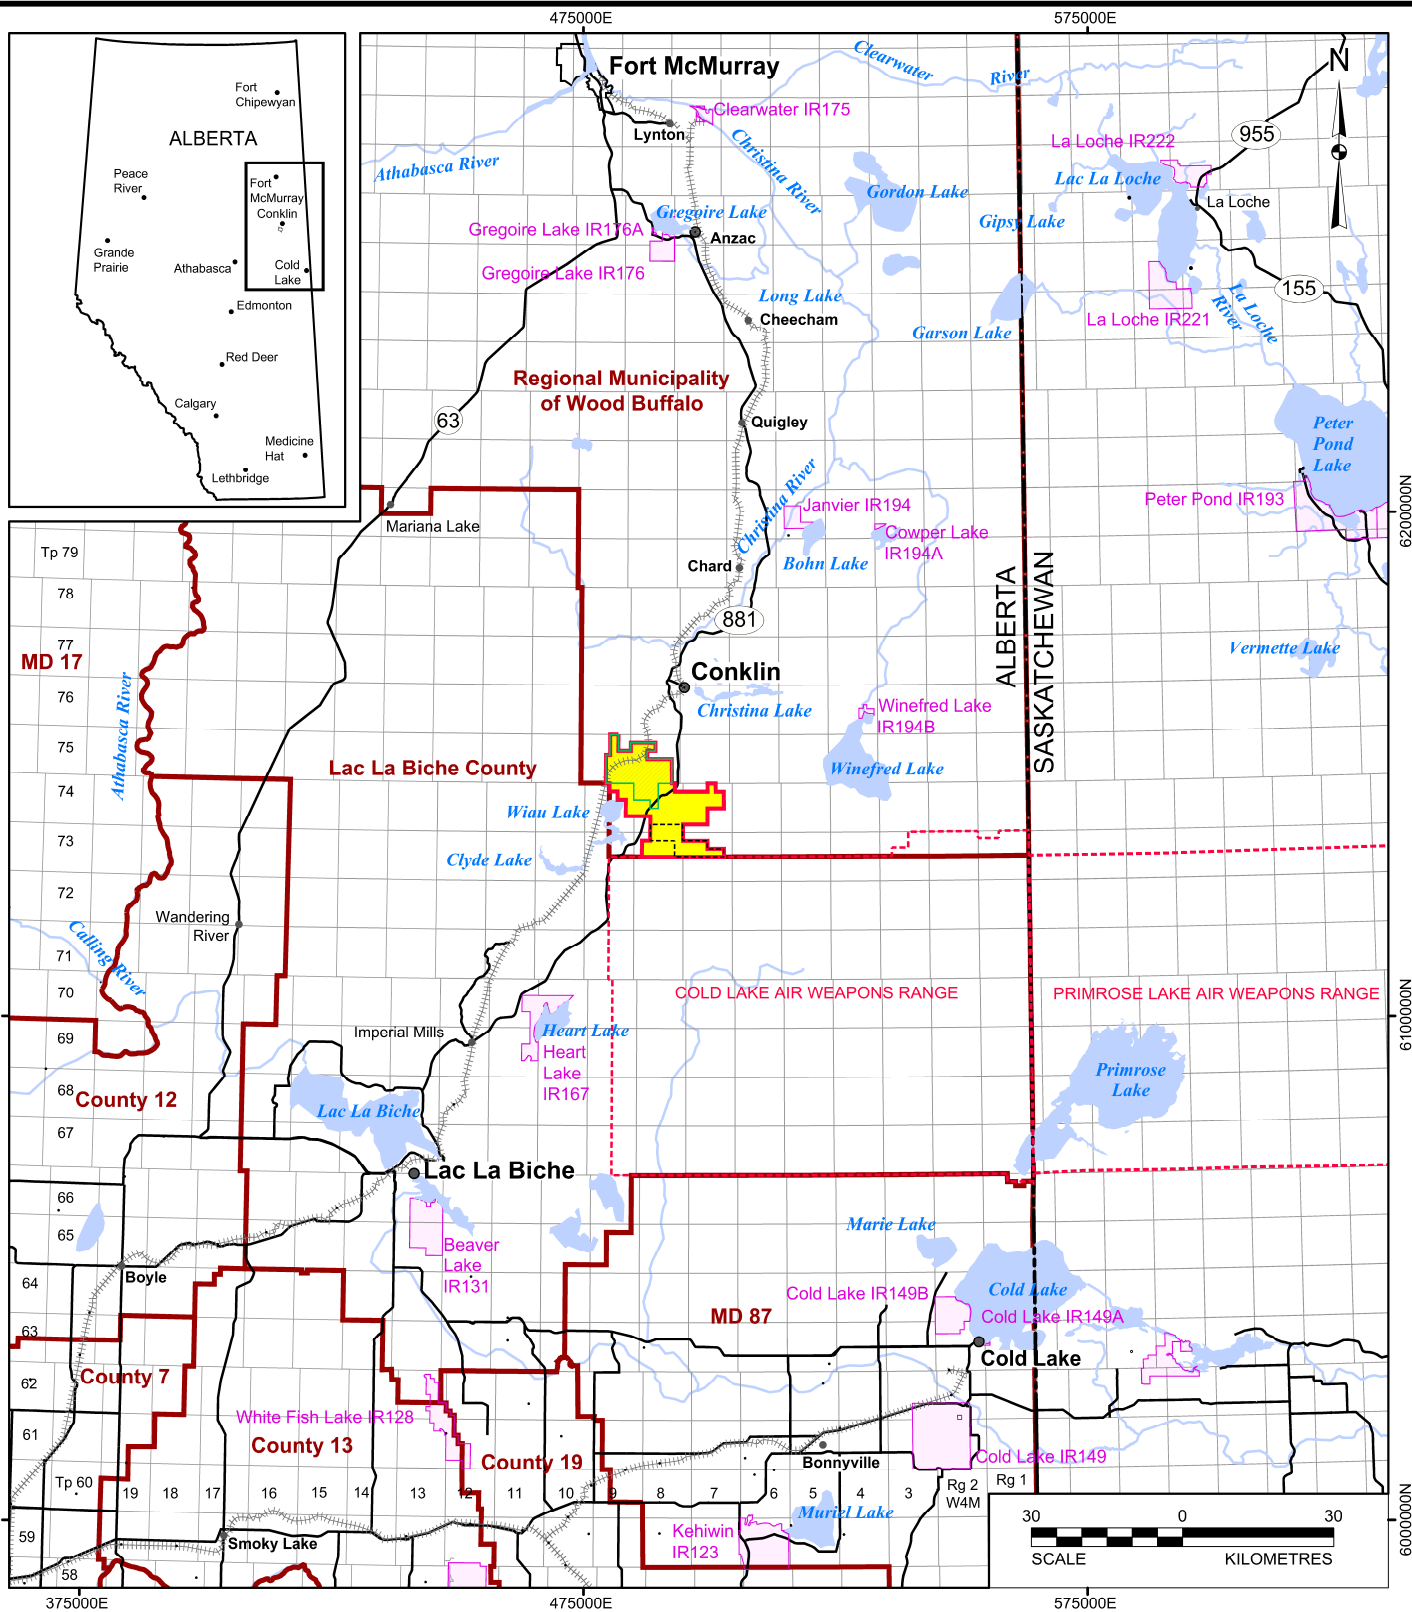 475000E
575000E
Fort
Chipewyan
ALBERTA
Peace
River
Fort
McMurray
Conklin
Grande
Prairie
Athabasca
Cold
Lake
Edmonton
Red Deer
Calgary
Medicine
Hat
Lethbridge
Fort McMurray
Clearwater
River
N
Clearwater IR175
Lynton
955
La Loche IR222
Athabasca River
Christina River
Gordon Lake
Lac La Loche
La Loche
Gregoire Lake
Gipsy Lake
Gregoire Lake IR176A
Anzac
Gregoire Lake IR176
Long Lake
155
La Loche
River
Cheecham
Garson Lake
La Loche IR221
Regional Municipality
of Wood Buffalo
63
Quigley
Peter
Pond
Lake
Christina River
Peter Pond IR193
6200000N
Janvier IR194
Mariana Lake
Cowper Lake
IR194A
Tp 79
Bohn Lake
Chard
78
ALBERTA
SASKATCHEWAN
881
77
MD 17
Vermette Lake
Conklin
76
Athabasca River
Christina Lake
Winefred Lake
IR194B
75
Lac La Biche County
Winefred Lake
74
Wiau Lake
73
Clyde Lake
72
Wandering
River
Calling River
71
70
COLD LAKE AIR WEAPONS RANGE
PRIMROSE LAKE AIR WEAPONS RANGE
6100000N
69
Imperial Mills
Heart Lake
Heart
Lake
IR167
68
County 12
Primrose
Lake
Lac La Biche
67
Lac La Biche
66
65
Marie Lake
Beaver
Lake
IR131
Boyle
64
Cold Lake IR149B
Cold Lake
MD 87
Cold Lake IR149A
63
Cold Lake
County 7
62
White Fish Lake IR128
61
County 13
County 19
Bonnyville
Cold Lake IR149
Tp 60
19
18
17
16
15
14
13
12
11
10
9
8
7
6
5
4
3
Rg 2
W4M
Rg 1
Muriel Lake
30
0
30
6000000N
59
Smoky Lake
Kehiwin
IR123
SCALE
KILOMETRES
58
375000E
475000E
575000E